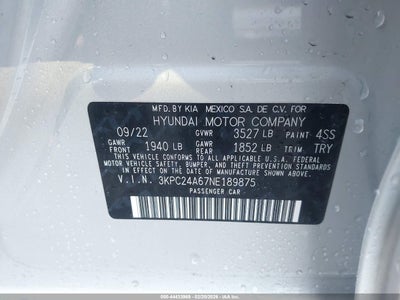 MFD.BY KIA MEXICO S.A. DE C.V. FOR
HYUNDAI MOTOR COMPANY
09/22 GVWR 3527 LB PAINT 4SS
GAWR FRONT 1940 LB GAWR REAR 1852 LB TRIM TRY
THIS VEHICLE CONFORMS TO ALL APPLICABLE U.S.A. FEDERAL
MOTOR VEHICLE SAFETY, BUMPER, AND THEFT PREVENTION
STANDARDS IN EFFECT ON THE DATE OF MANUFACTURE SHOWN ABOVE.
V.I.N. 3KPC24A67NE189875
PASSENGER CAR